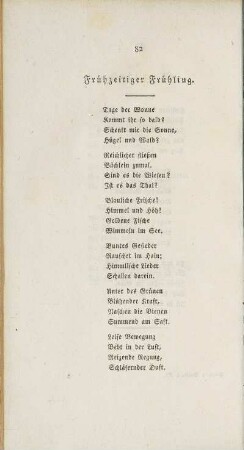 82
Frühzeitiger Frühling.
Tage der Wonne
Kommt ihr so bald?
Schenkt mir die Sonne,
Hügel und Wald?
Reichlicher fließen
Bächlein zumal.
Sind es die Wiesen?
Ist es das Thal?
Blauliche Frische!
Himmel und Höh!
Goldene Fische
Wimmeln im See.
Buntes Gefieder
Rauschet im Hain;
Himmlische Lieder
Schallen darein.
Unter des Grünen
Blühender Kraft,
Naschen die Bienen
Summend am Saft.
Leise Bewegung
Bebt in der Luft,
Reizende Regung,
Schläfernder Duft.